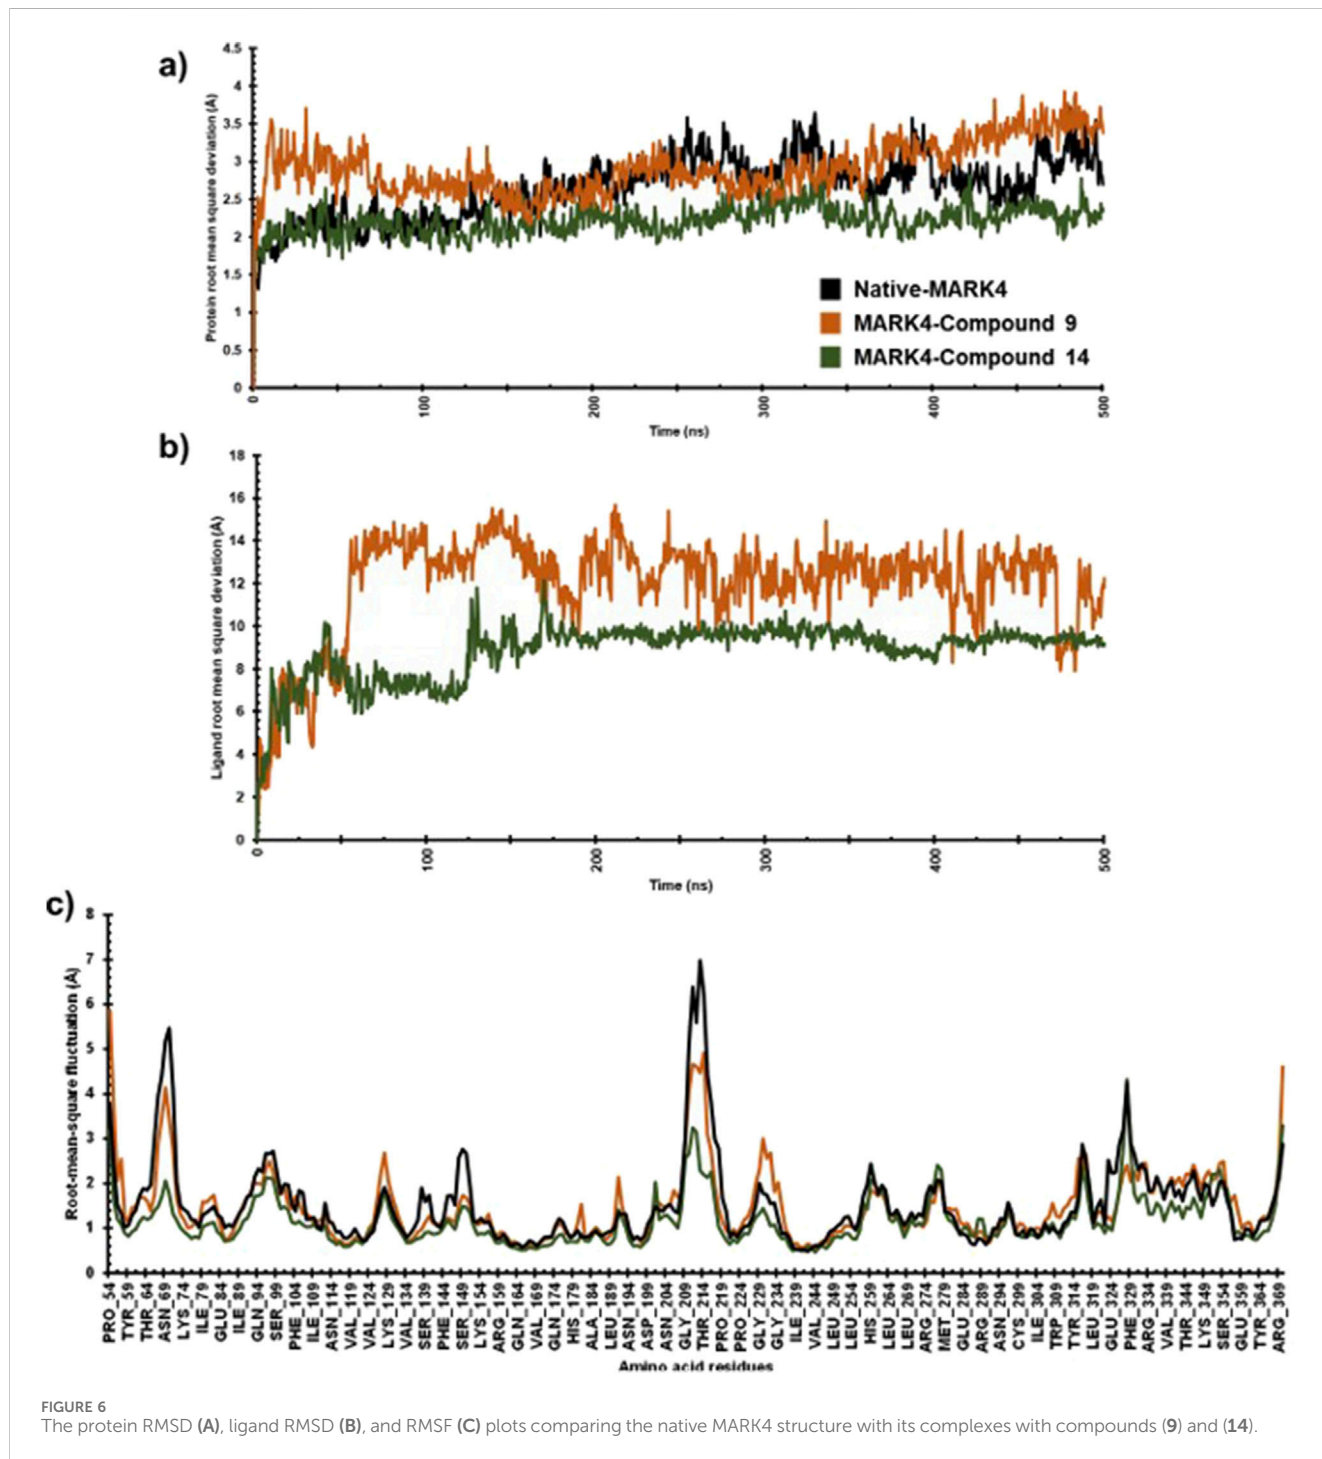 a)
Protein root mean square deviation (Å)
4.5
4
3.5
3
2.5
2
1.5
1
0.5
0
Native-MARK4
MARK4-Compound 9
MARK4-Compound 14
0 100 200 300 400 500
Time (ns)
b)
Ligand root mean square deviation (Å)
18
16
14
12
10
8
6
4
2
0
0 100 200 300 400 500
Time (ns)
c)
Root-mean-square fluctuation (Å)
8
7
6
5
4
3
2
1
0
PRO_54 TYR_59 THR_64 ASN_69 LYS_74 ILE_79 GLU_84 ILE_89 GLN_94 SER_99 PHE_104 ILE_109 ASN_114 VAL_119 VAL_124 LYS_129 VAL_134 SER_139 PHE_144 SER_149 LYS_154 ARG_159 GLN_164 VAL_169 GLN_174 HIS_179 ALA_184 LEU_189 ASN_194 ASP_199 ASN_204 GLY_209 THR_214 PRO_219 PRO_224 GLY_229 GLY_234 ILE_239 VAL_244 LEU_249 LEU_254 HIS_259 LEU_264 LEU_269 ARG_274 MET_279 GLU_284 ARG_289 ASN_294 CYS_299 ILE_304 TRP_309 TYR_314 LEU_319 GLU_324 PHE_329 ARG_334 VAL_339 THR_344 LYS_349 SER_354 GLU_359 TYR_364 ARG_369
Amino acid residues
FIGURE 6
The protein RMSD (A), ligand RMSD (B), and RMSF (C) plots comparing the native MARK4 structure with its complexes with compounds (9) and (14).